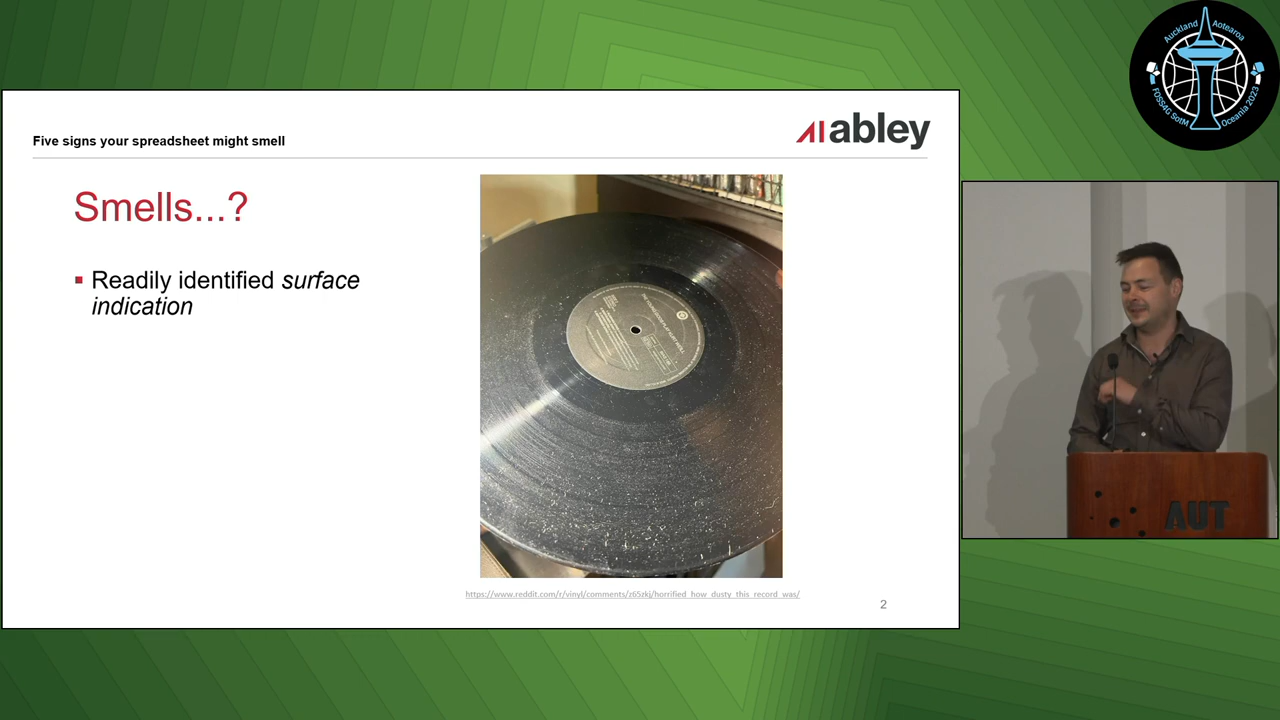 Auckland Aotearoa
FOSS4G SotM Oceania 2023
Five signs your spreadsheet might smell
abley
Smells...?
Readily identified surface
indication
AUT
https://www.reddit.com/r/vinyl/comments/z65zkj/horrified_how_dusty_this_record_was/
2